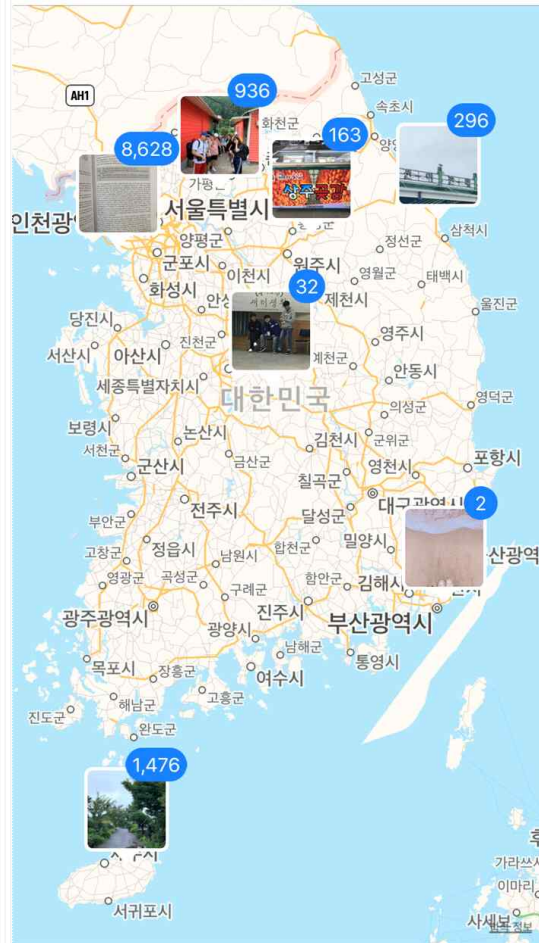 고성군
AH1
속초시
936
화천군
163
296
8,628
가평
상주곶감
인천광
서울특별시
삼척시
양평군
정선군
군포시
원주시
이천시
영월군
태백시
화성시
32
제천시
울진군
당진시
진천군
영주시
서산시
아산시
예천군
안동시
세종특별자치시
대한민국
의성군
영덕군
보령시
논산시
김천시
군위군
서천군
군산시
금산군
칠곡군
영천시
포항시
전주시
2
부안군
달성군
정읍시
합천군
밀양시
고창군
남원시
산광역
영광군
곡성군
함안군
김해시
구례군
진주시
광주광역시
부산광역시
광양시
남해군
목포시
장흥군
여수시
통영시
해남군
고흥군
진도군
완도군
1,476
가라쓰시
이마리
서귀포시
사세보